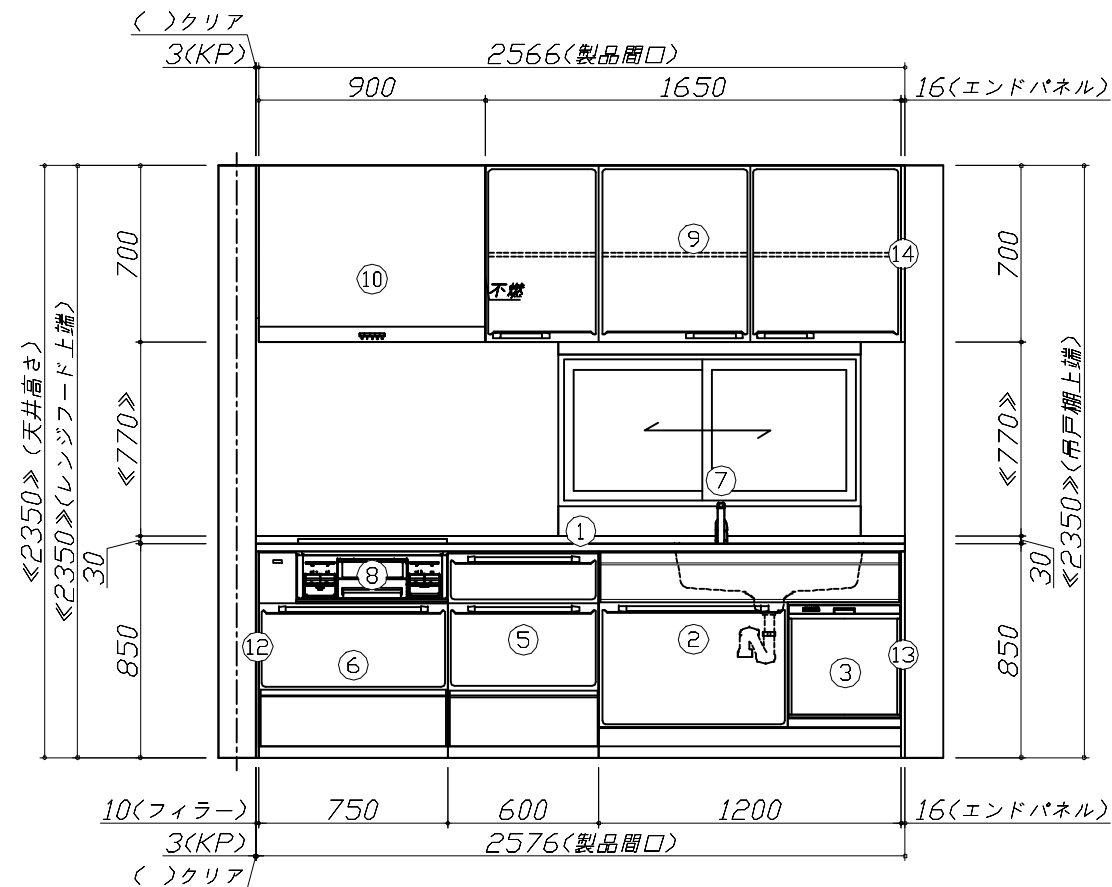 ( )クリア
3(KP)
2566(製品間口)
900
1650
16(エンドパネル)
700
700
9
14
10
不燃
≪2350≫(天井高さ)
≪2350≫(レンジフード上端)
≪770≫
≪770≫
≪2350≫(吊戸棚上端)
7
1
30
30
8
12
5
2
13
850
850
6
3
10(フィラー)
750
600
1200
16(エンドパネル)
3(KP)
2576(製品間口)
( )クリア